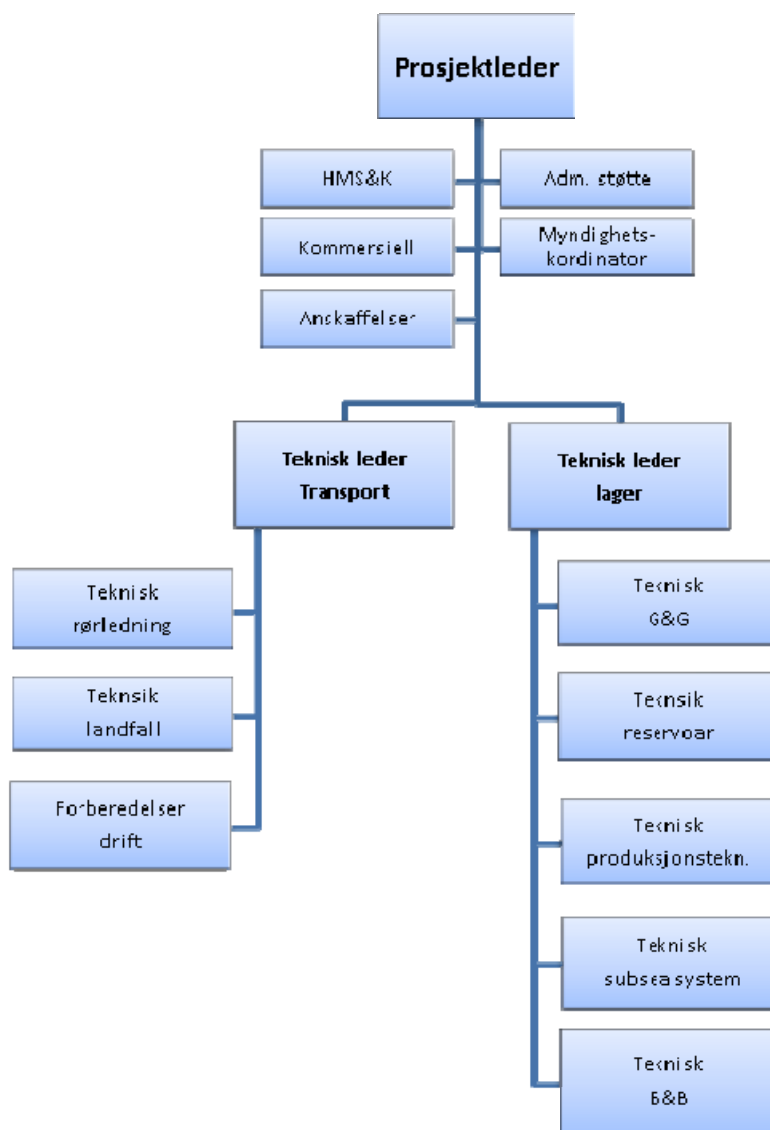 Prosjektleder
HMS&K
Adm. støtte
Kommersiell
Myndighets-
kordinator
Anskaffelser
Teknisk leder
Transport
Teknisk leder
lager
Teknisk
rørledning
Teknsik
landfall
Forberedelser
drift
Teknisk
G&G
Teknsik
reservoar
Teknisk
produksjonstekn.
Teknisk
subsea system
Teknisk
B&B